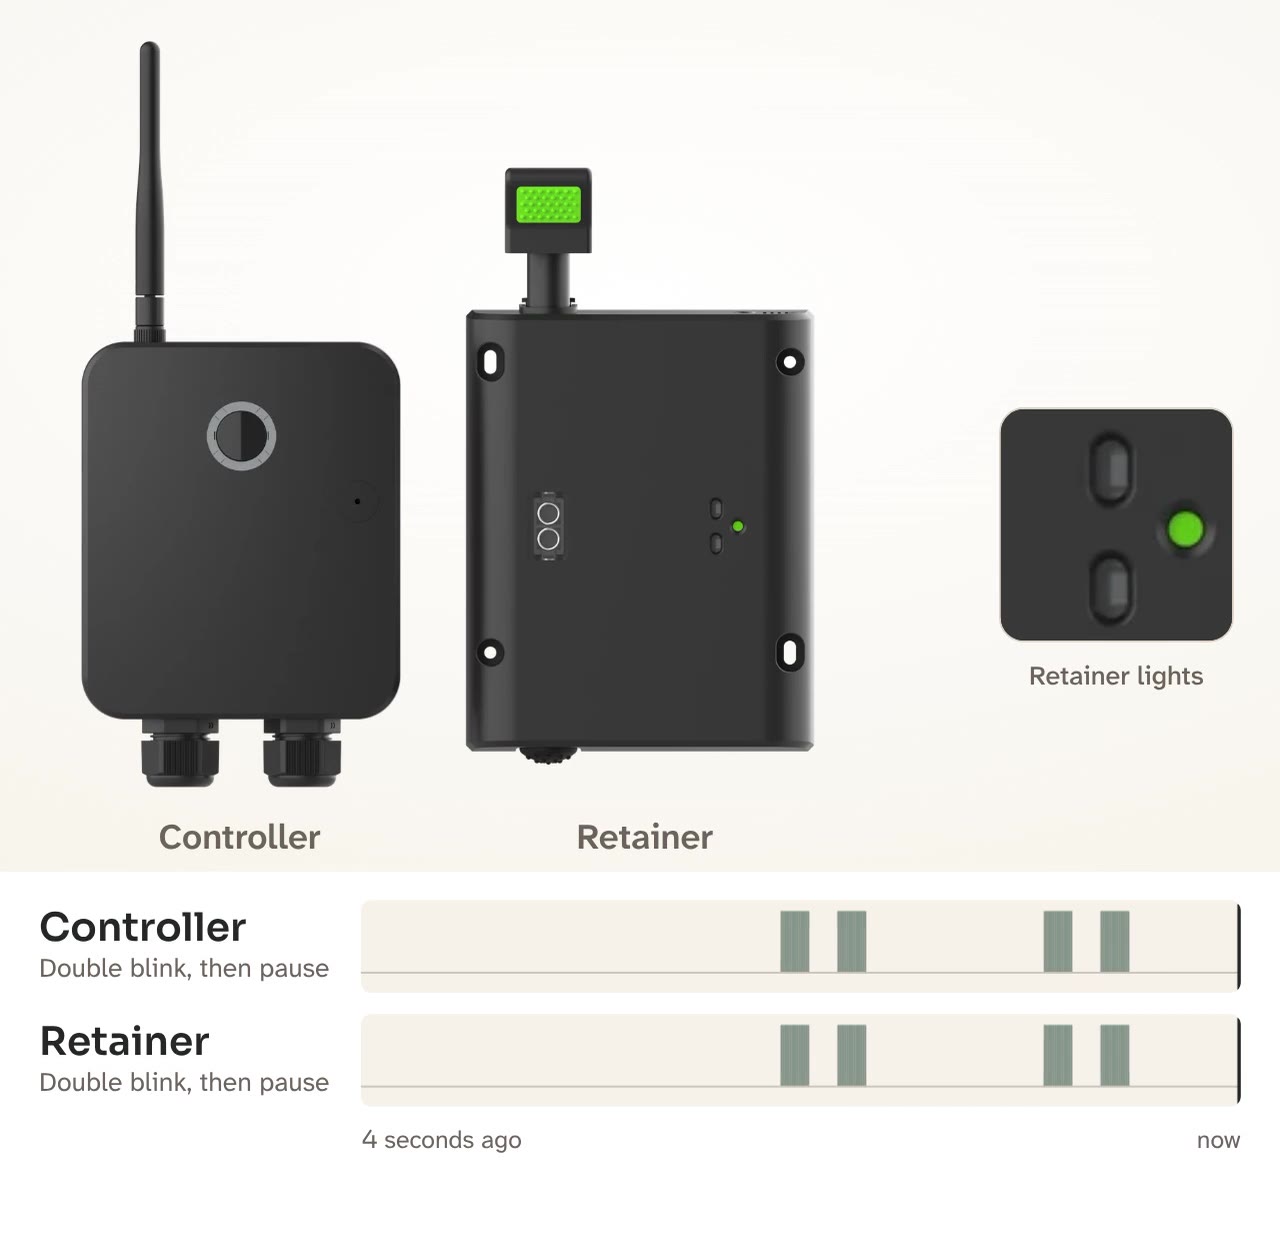 Retainer lights
Controller
Retainer
Controller
Double blink, then pause
Retainer
Double blink, then pause
4 seconds ago
now